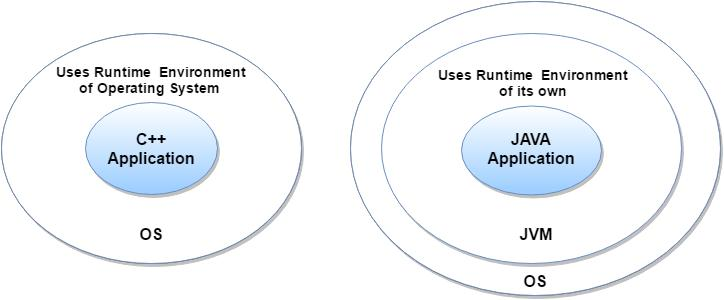 Uses Runtime Environment
of Operating System
C++
Application
OS
Uses Runtime Environment
of its own
JAVA
Application
JVM
OS